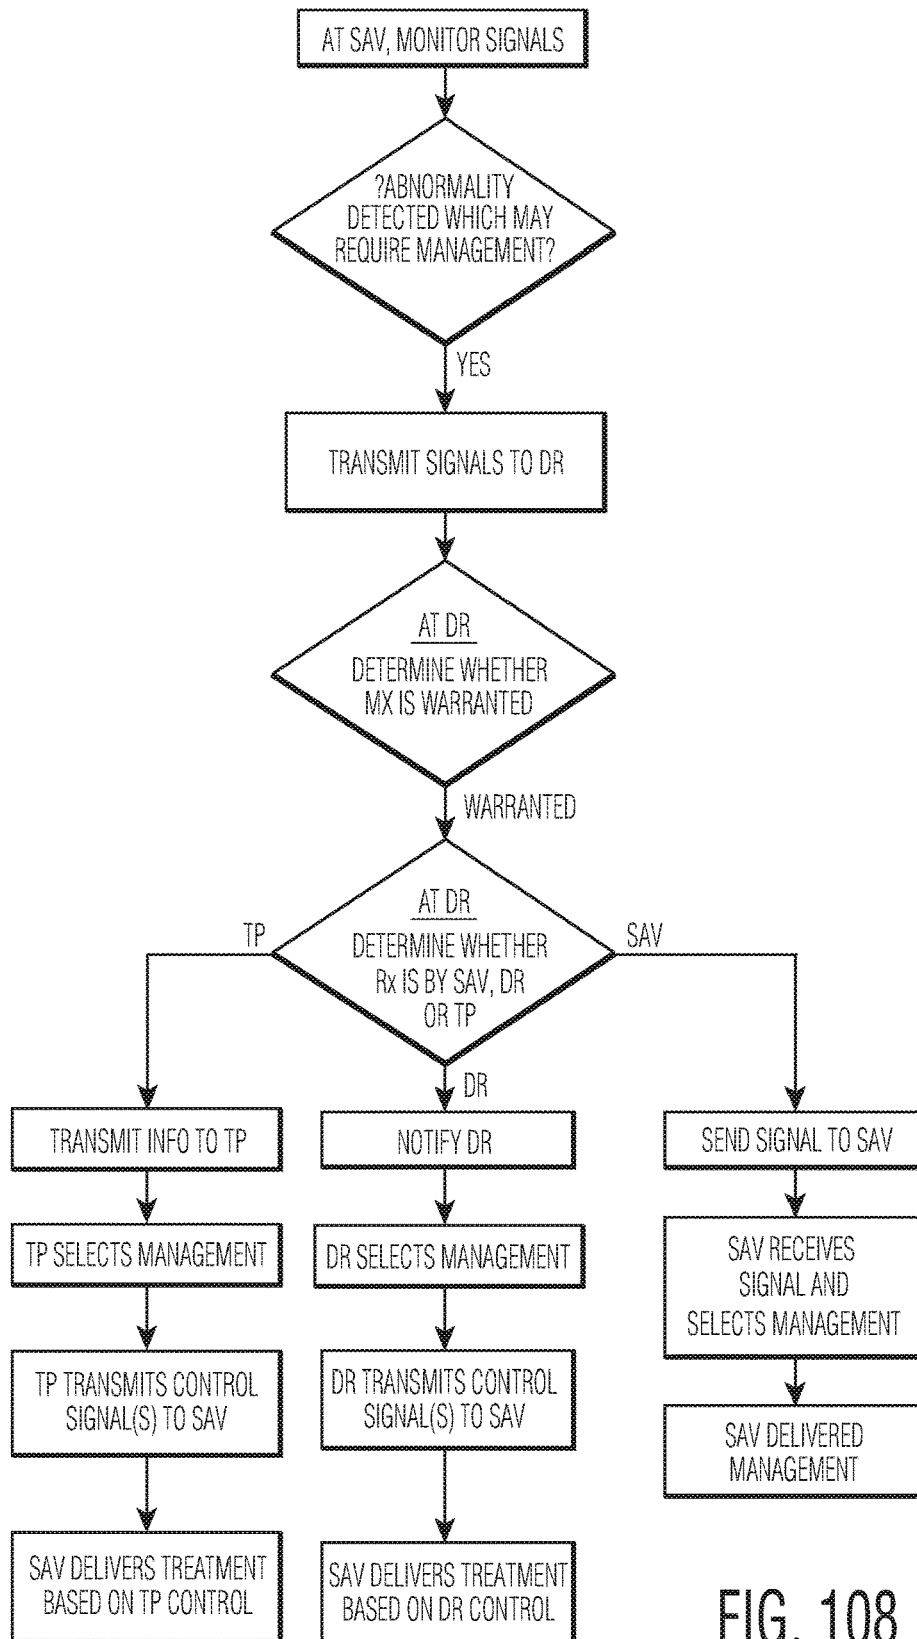 AT SAV, MONITOR SIGNALS
?ABNORMALITY
DETECTED WHICH MAY
REQUIRE MANAGEMENT?
YES
TRANSMIT SIGNALS TO DR
AT DR
DETERMINE WHETHER
MX IS WARRANTED
WARRANTED
AT DR
DETERMINE WHETHER
Rx IS BY SAV, DR
OR TP
TP
SAV
DR
TRANSMIT INFO TO TP
TP SELECTS MANAGEMENT
TP TRANSMITS CONTROL
SIGNAL(S) TO SAV
SAV DELIVERS TREATMENT
BASED ON TP CONTROL
NOTIFY DR
DR SELECTS MANAGEMENT
DR TRANSMITS CONTROL
SIGNAL(S) TO SAV
SAV DELIVERS TREATMENT
BASED ON DR CONTROL
SEND SIGNAL TO SAV
SAV RECEIVES
SIGNAL AND
SELECTS MANAGEMENT
SAV DELIVERED
MANAGEMENT
FIG. 108